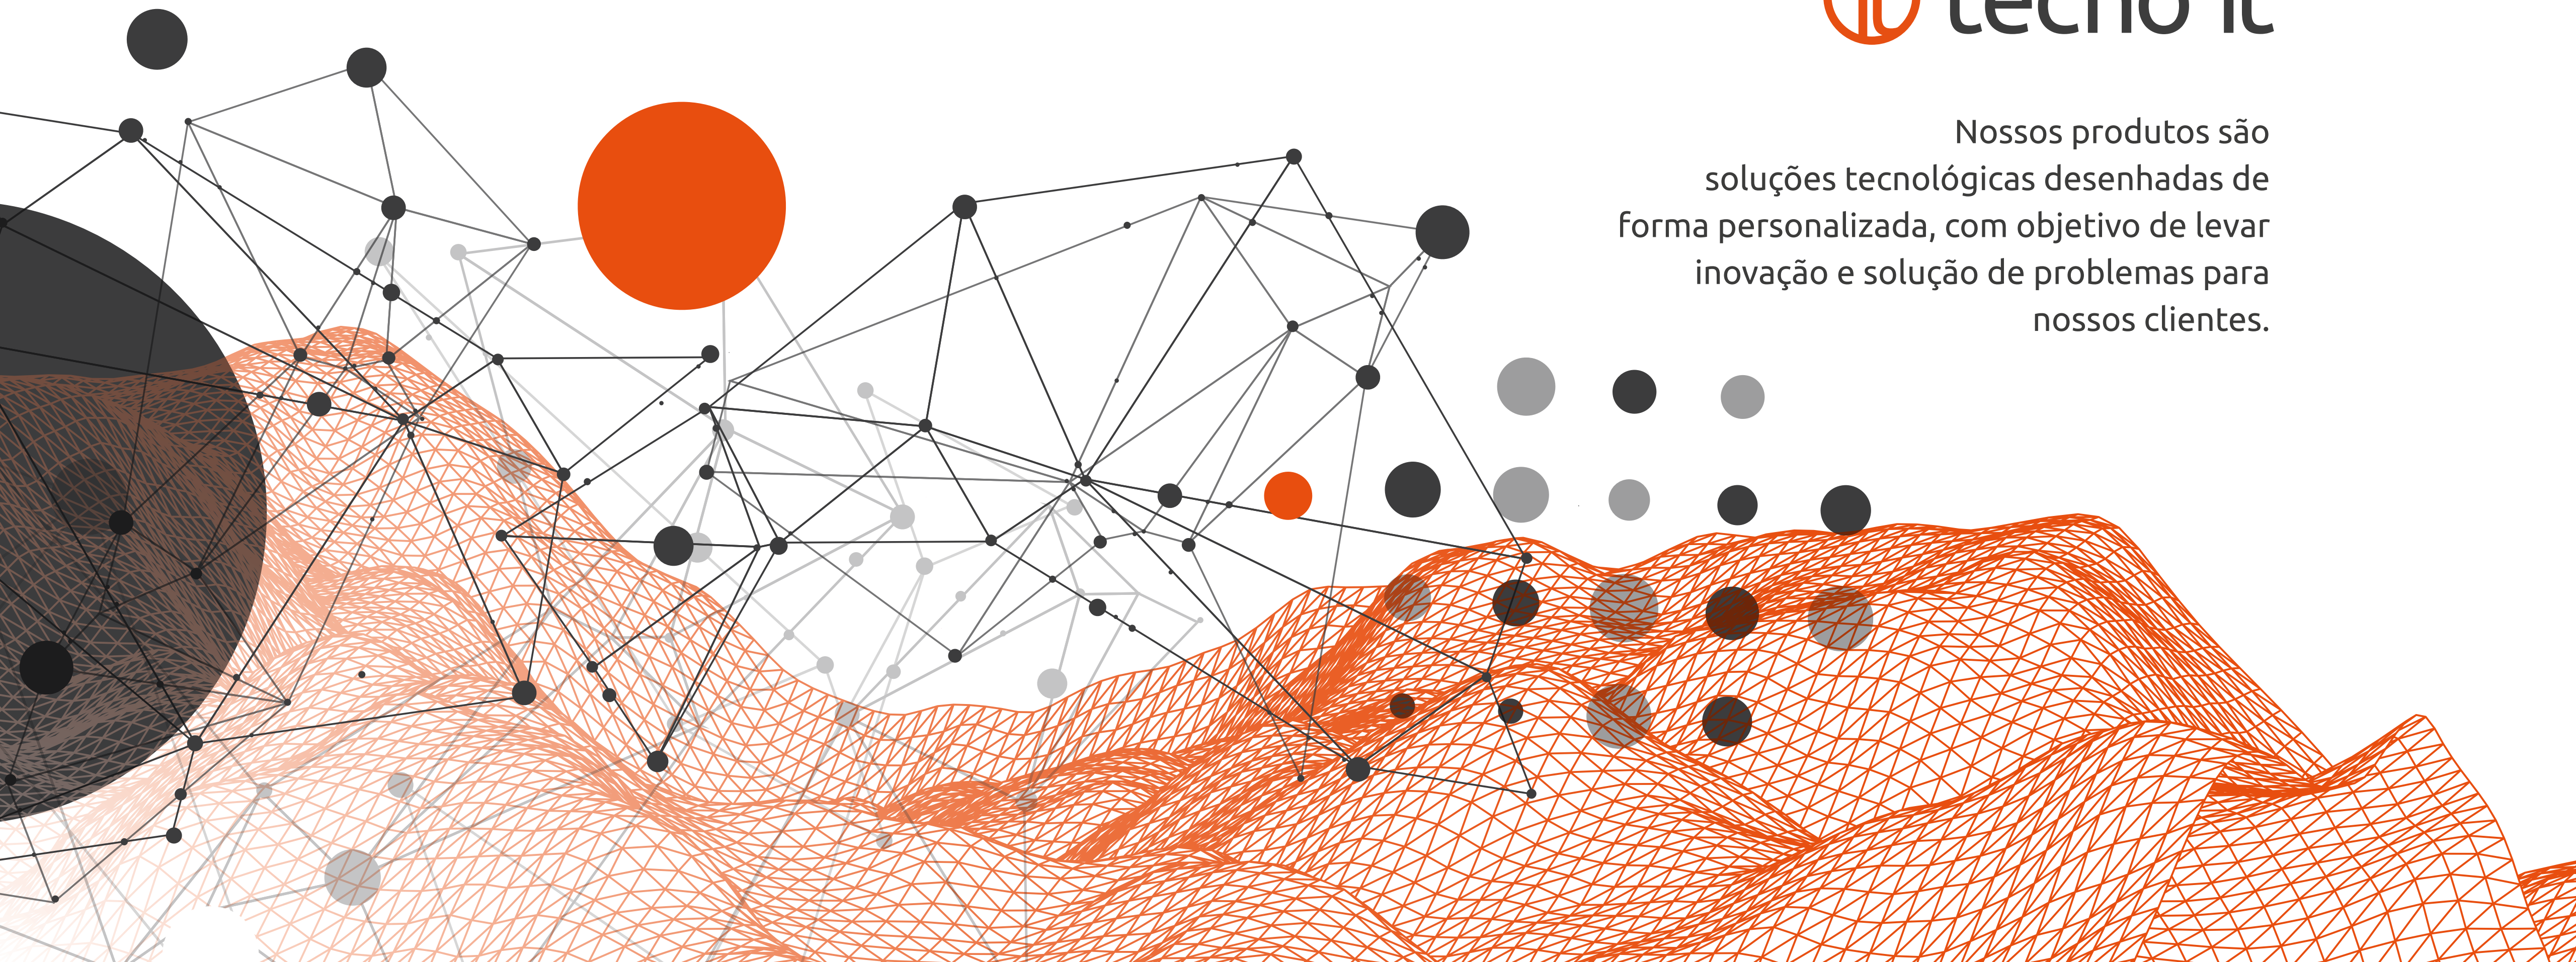 tecno it
Nossos produtos são
soluções tecnológicas desenhadas de
forma personalizada, com objetivo de levar
inovação e solução de problemas para
nossos clientes.